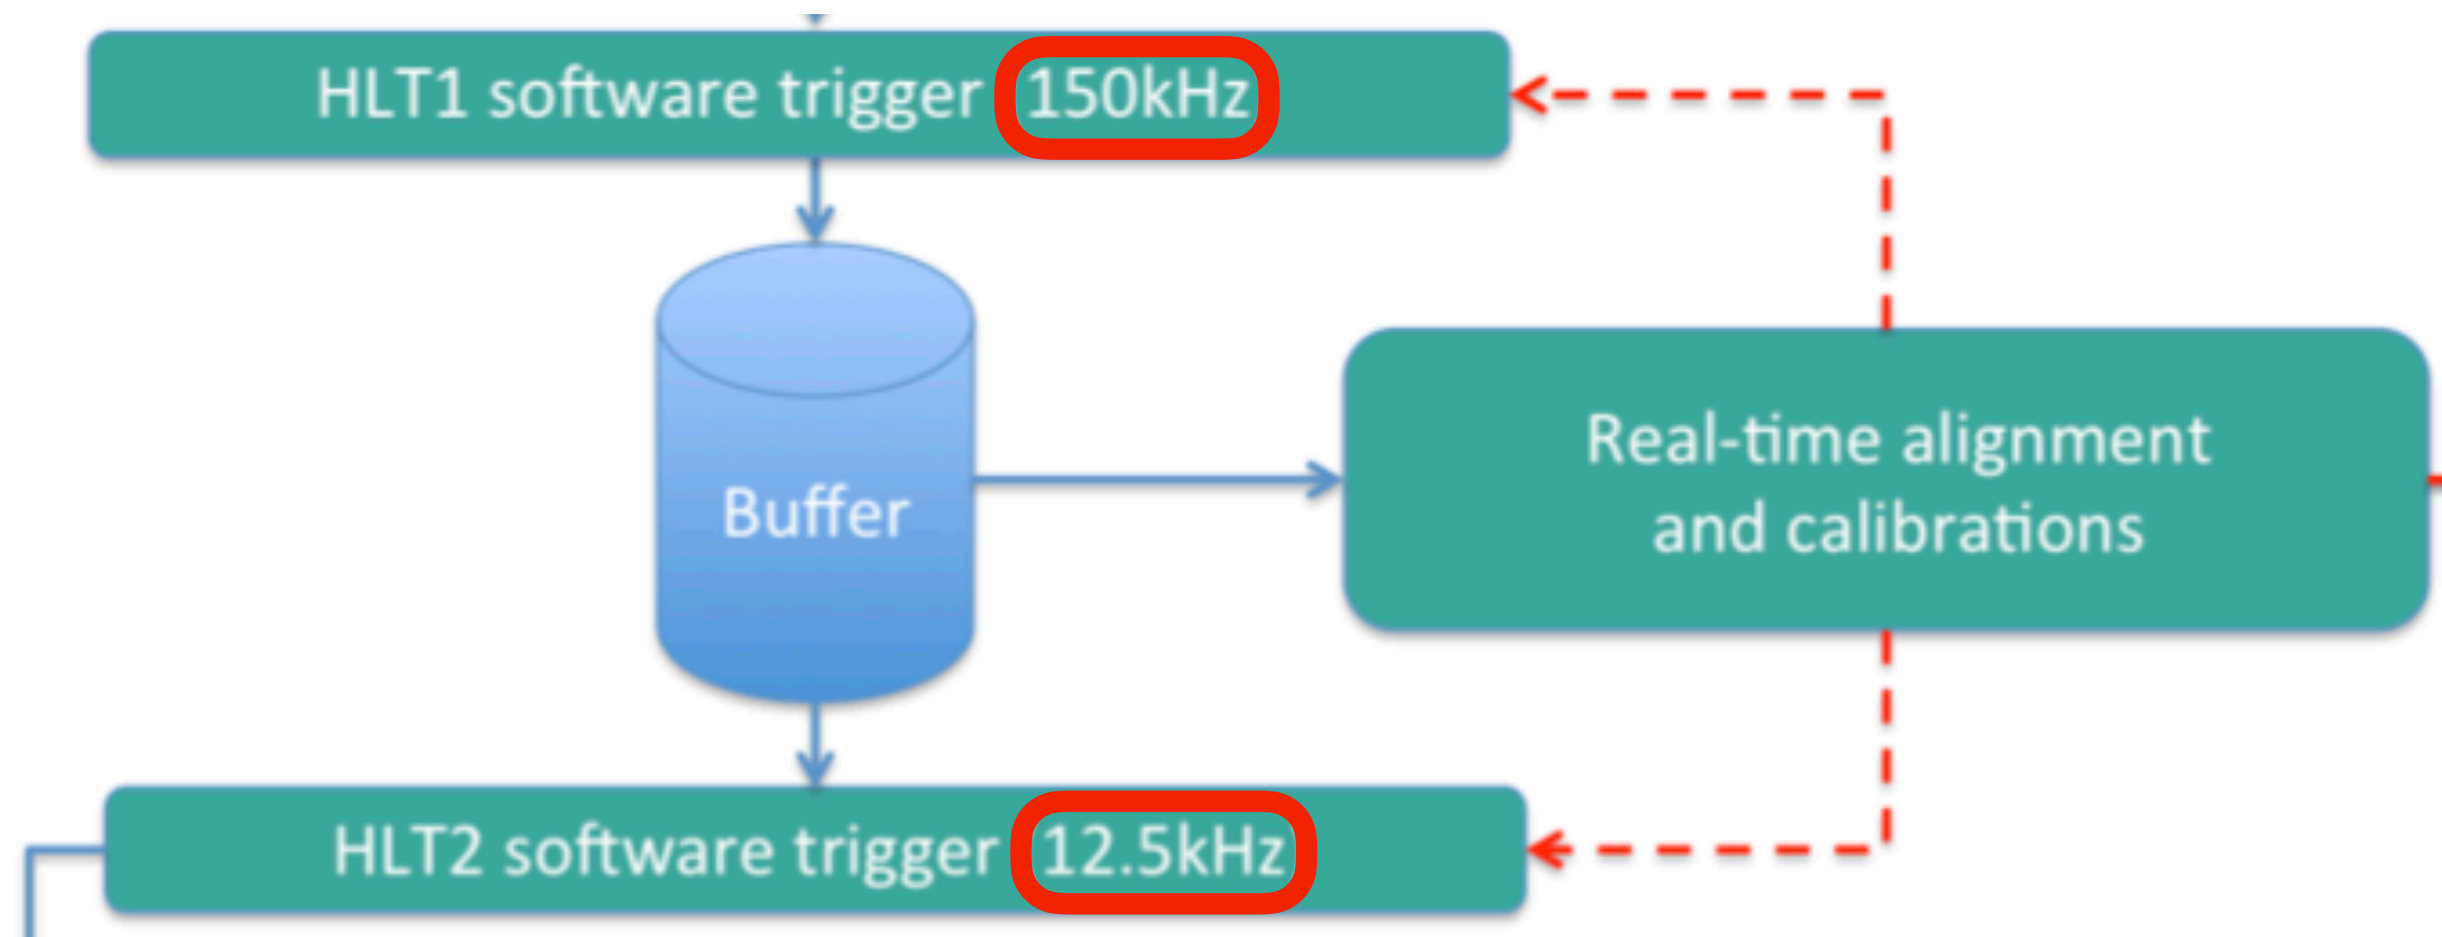 HLT1 software trigger 150kHz
Buffer
Real-time alignment
and calibrations
HLT2 software trigger 12.5kHz